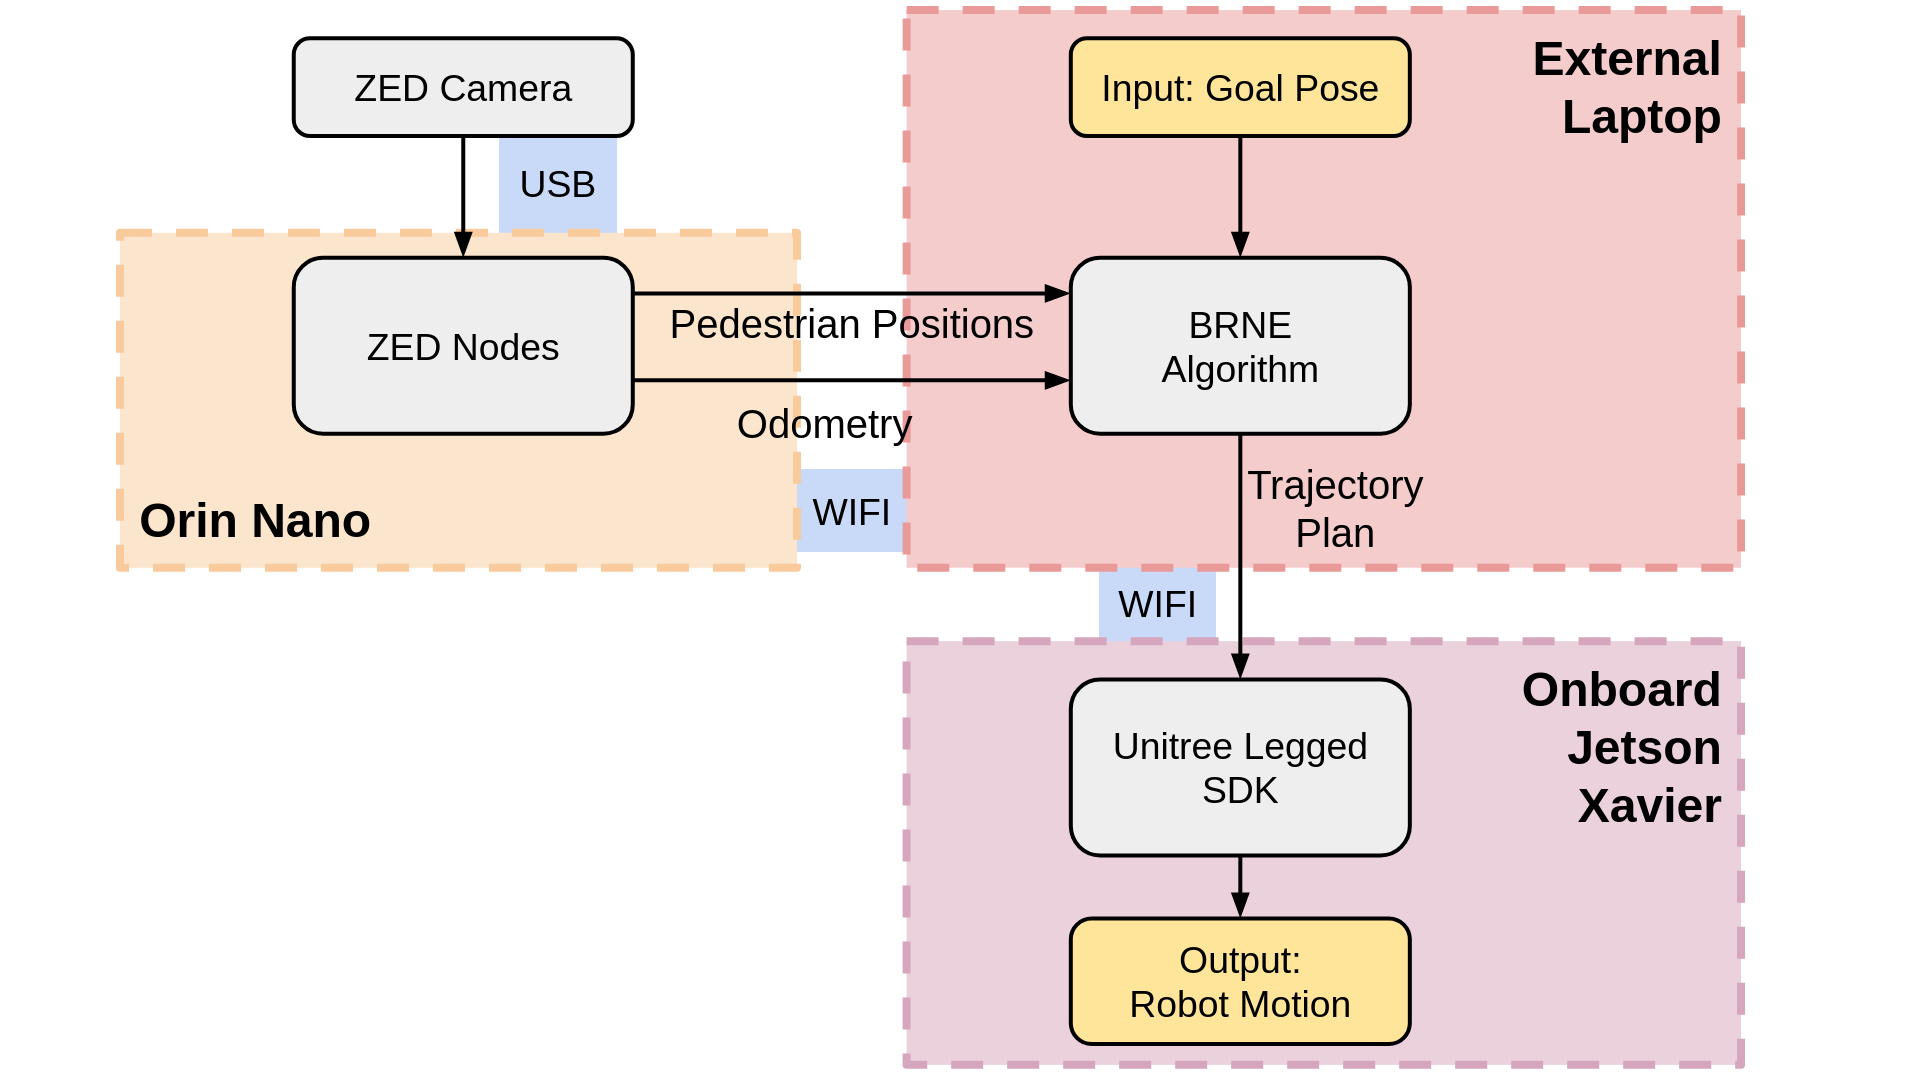 ZED Camera
Input: Goal Pose
External
Laptop
USB
ZED Nodes
Pedestrian Positions
Odometry
BRNE
Algorithm
Orin Nano
WIFI
Trajectory
Plan
WIFI
Onboard
Jetson
Xavier
Unitree Legged
SDK
Output:
Robot Motion